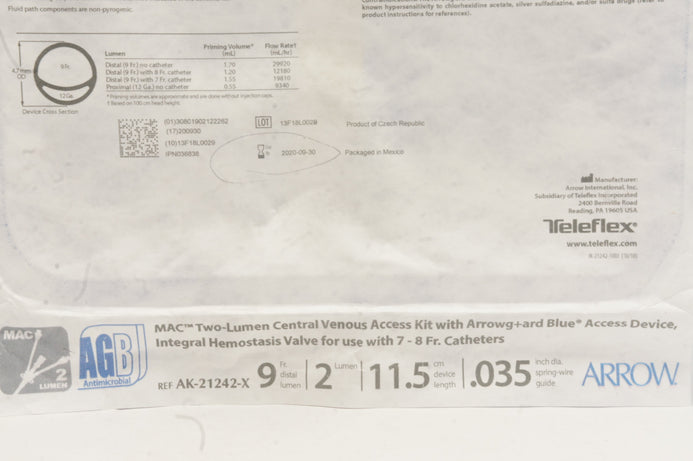 Fluid path components are non-pyrogenic.
known hypersensitivity to chlorhexidine acetate, silver sulfadiazine, and/or sulfa drugs (refer to
product instructions for references).
Lumen Priming Volume* (mL) Flow Rate† (mL/hr)
Distal (9 Fr.) no catheter 1.70 29920
Distal (9 Fr.) with 8 Fr. catheter 1.20 12180
Distal (9 Fr.) with 7 Fr. catheter 1.55 19810
Proximal (12 Ga.) no catheter 0.55 8340
* Priming volumes are approximate and are done without injection caps.
† Based on 100 cm head height.
4.7 mm
OD
9 Fr.
12 Ga.
Device Cross Section
(01)30801902122282
(17)200930
(10)13F18L0029
IPN036838
LOT 13F18L0029
2020-09-30
Product of Czech Republic
Packaged in Mexico
Manufacturer:
Arrow International, Inc.
Subsidiary of Teleflex Incorporated
2400 Bernville Road
Reading, PA 19605 USA
Teleflex®
www.teleflex.com
MAC™
2
LUMEN
AGB
Antimicrobial
MAC™ Two-Lumen Central Venous Access Kit with Arrowg+ard Blue® Access Device,
Integral Hemostasis Valve for use with 7 - 8 Fr. Catheters
REF AK-21242-X 9 Fr. distal lumen 2 Lumen 11.5 cm device length .035 inch dia. spring-wire guide ARROW